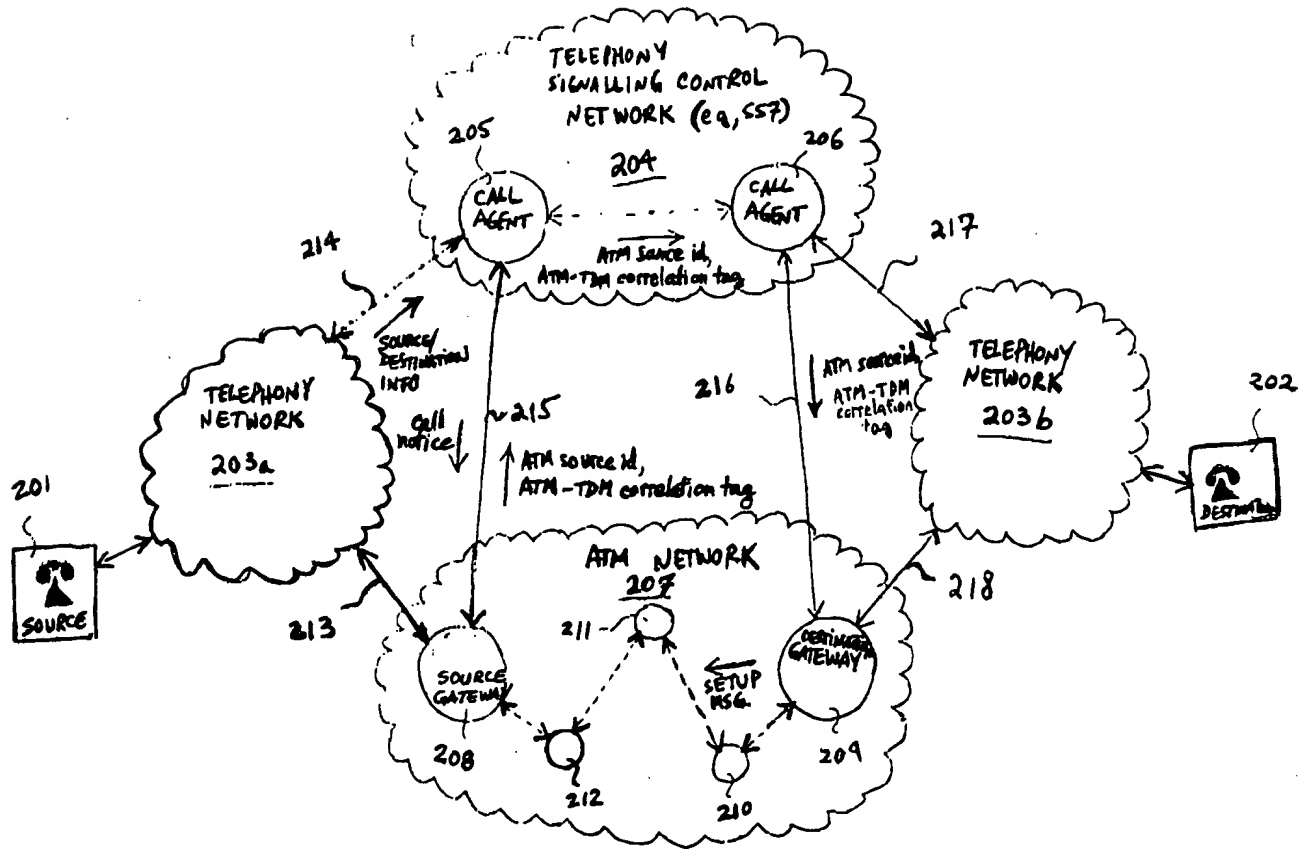 TELEPHONY
SIGNALLING CONTROL
NETWORK (eg, SS7)
205
204
206
CALL
AGENT
CALL
AGENT
ATM source id,
ATM-TDM correlation tag
214
217
SOURCE/
DESTINATION
INFO
TELEPHONY
NETWORK
203a
call
notice
215
ATM source id,
ATM-TDM correlation tag
216
ATM source id,
ATM-TDM
correlation
tag
TELEPHONY
NETWORK
203b
202
DESTINATION
201
SOURCE
213
218
ATM NETWORK
207
211
SOURCE
GATEWAY
DESTINATION
GATEWAY
SETUP
MSG.
208
212
210
209